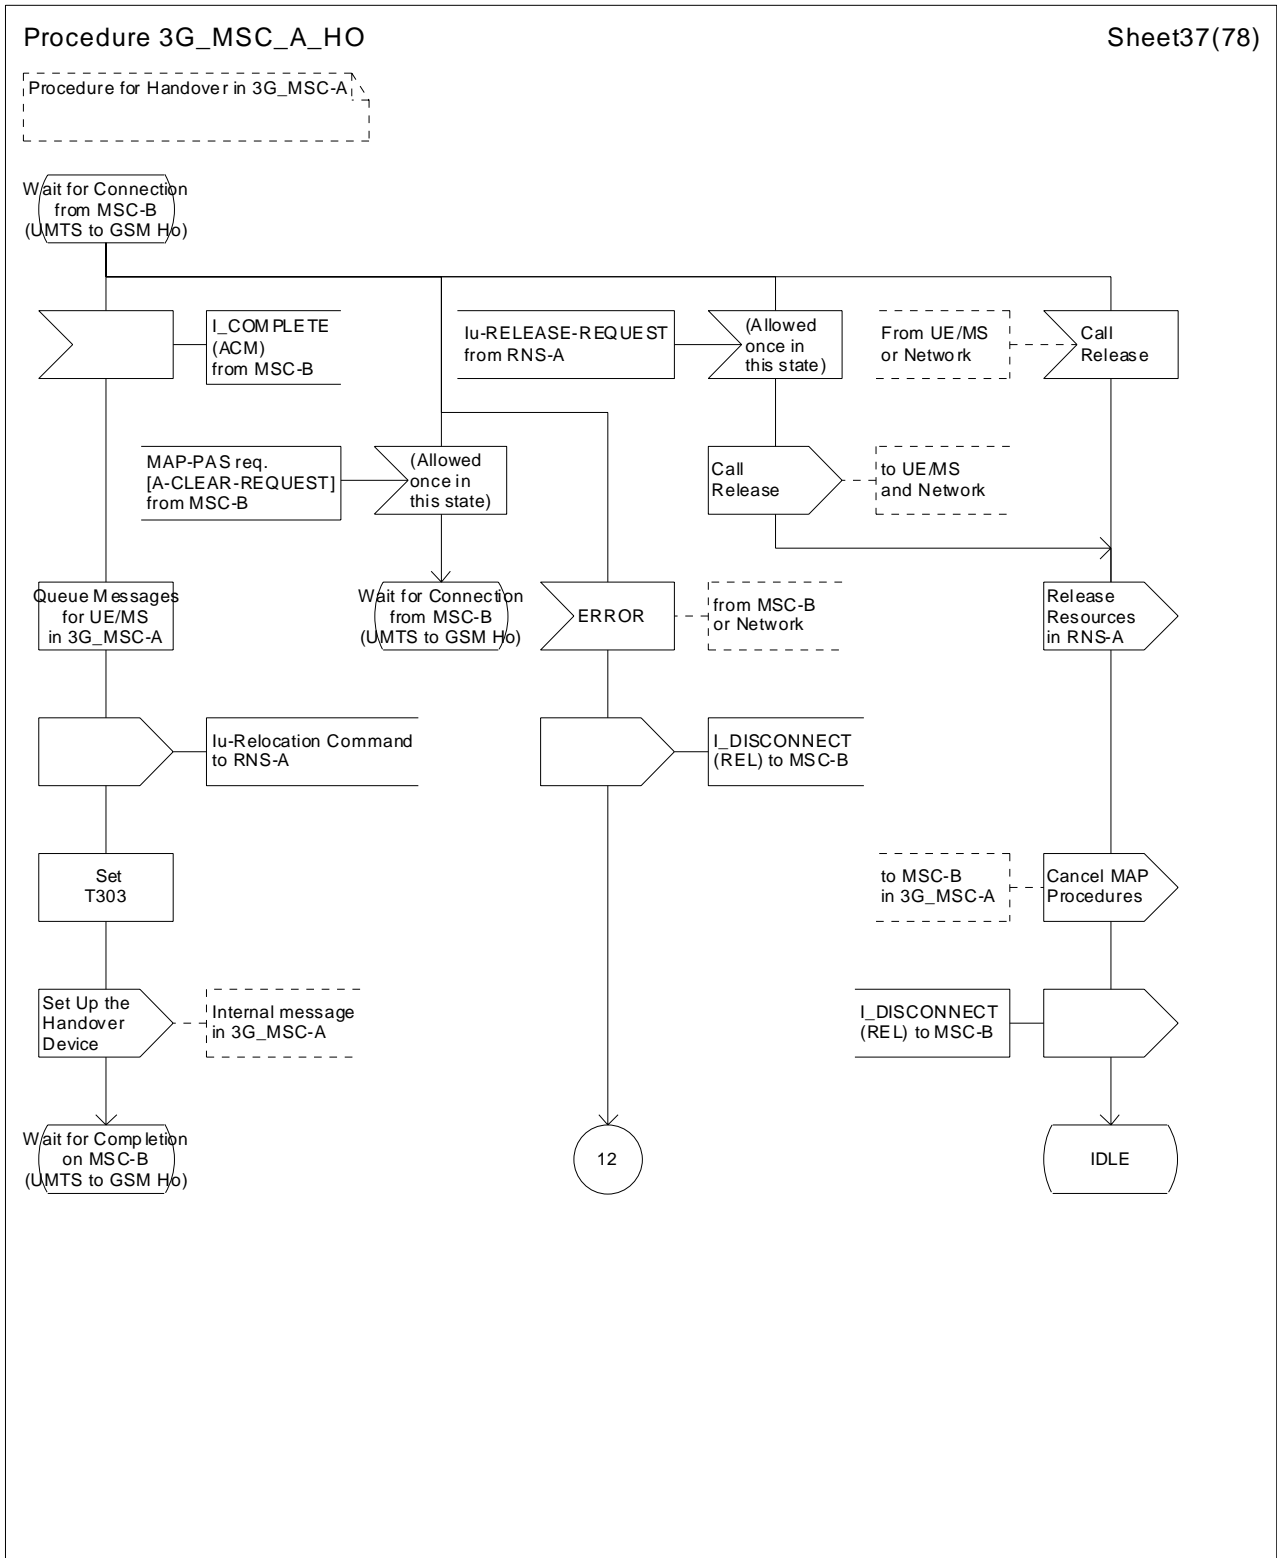 Procedure 3G_MSC_A_HO
Sheet37(78)
Procedure for Handover in 3G_MSC-A
Wait for Connection
from MSC-B
(UMTS to GSM Ho)
I_COMPLETE
(ACM)
from MSC-B
Iu-RELEASE-REQUEST
from RNS-A
(Allowed
once in
this state)
From UE/MS
or Network
Call
Release
MAP-PAS req.
[A-CLEAR-REQUEST]
from MSC-B
(Allowed
once in
this state)
Call
Release
to UE/MS
and Network
Queue Messages
for UE/MS
in 3G_MSC-A
Wait for Connection
from MSC-B
(UMTS to GSM Ho)
ERROR
from MSC-B
or Network
Release
Resources
in RNS-A
Iu-Relocation Command
to RNS-A
I_DISCONNECT
(REL) to MSC-B
Set
T303
to MSC-B
in 3G_MSC-A
Cancel MAP
Procedures
Set Up the
Handover
Device
Internal message
in 3G_MSC-A
I_DISCONNECT
(REL) to MSC-B
Wait for Completion
on MSC-B
(UMTS to GSM Ho)
12
IDLE